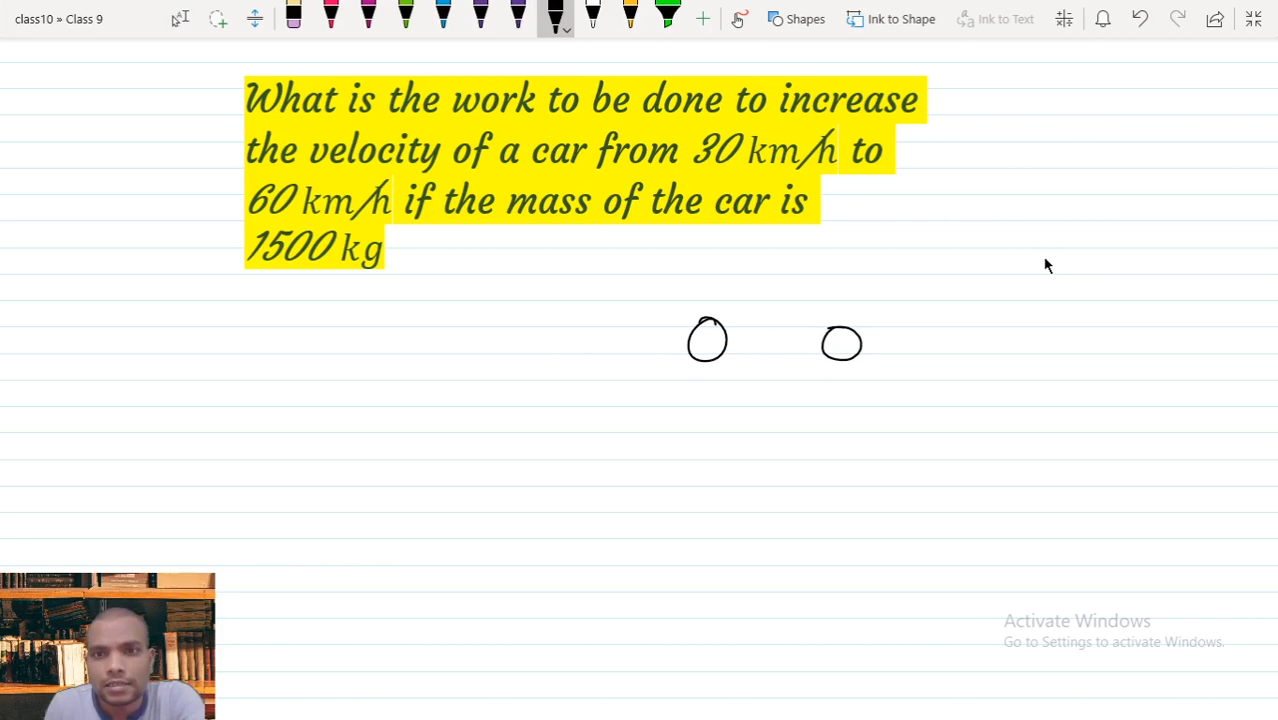 class10 » Class 9
Shapes
Ink to Shape
Ink to Text
What is the work to be done to increase
the velocity of a car from 30 km/h to
60 km/h if the mass of the car is
1500 kg
Activate Windows
Go to Settings to activate Windows.